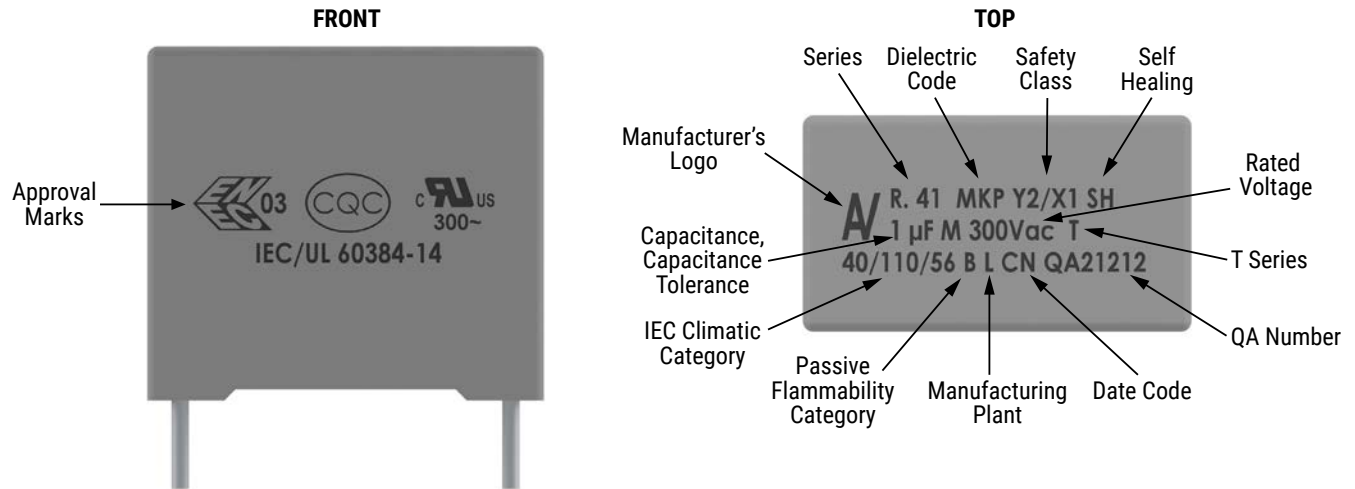 FRONT
Approval
Marks
ENEC 03
CQC
C RU US
300~
IEC/UL 60384-14
TOP
Series
Dielectric
Code
Safety
Class
Self
Healing
Manufacturer's
Logo
Rated
Voltage
R. 41 MKP Y2/X1 SH
1 µF M 300Vac T
40/110/56 B L CN QA21212
Capacitance,
Capacitance
Tolerance
T Series
IEC Climatic
Category
Passive
Flammability
Category
Manufacturing
Plant
Date Code
QA Number